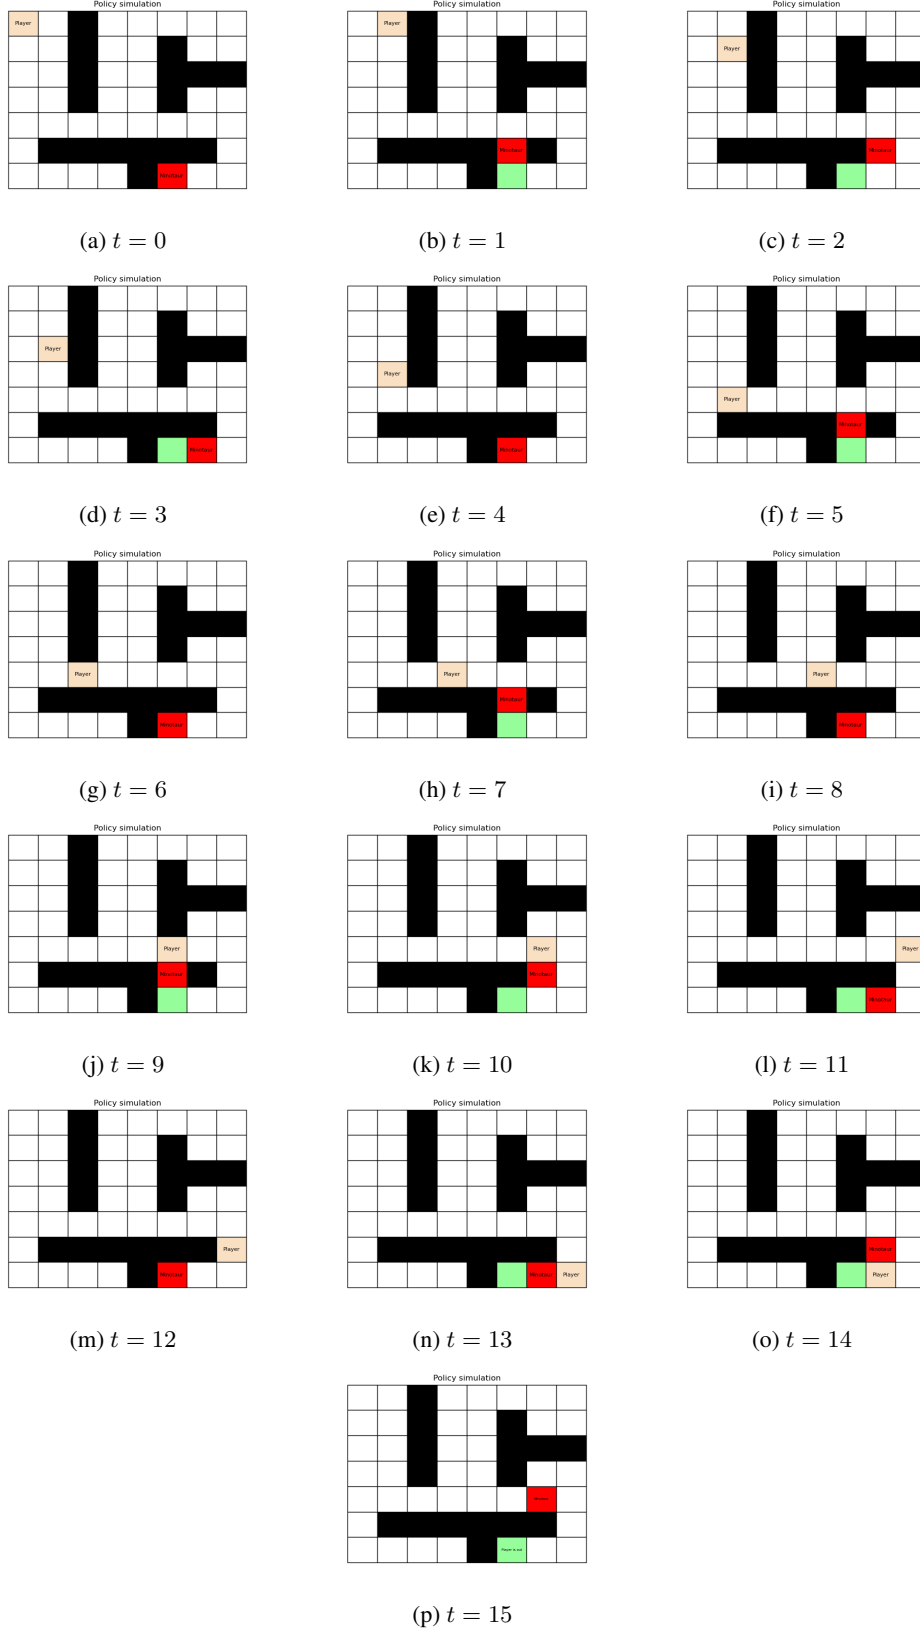 Policy simulation Policy simulation Policy simulation
Player Player
Player
Minotaur Minotaur
Minotaur
(a) t = 0 (b) t = 1 (c) t = 2
Policy simulation Policy simulation Policy simulation
Player
Player
Player
Minotaur
Minotaur Minotaur
(d) t = 3 (e) t = 4 (f) t = 5
Policy simulation Policy simulation Policy simulation
Player Player Player
Minotaur
Minotaur Minotaur
(g) t = 6 (h) t = 7 (i) t = 8
Policy simulation Policy simulation Policy simulation
Player Player Player
Minotaur Minotaur
Minotaur
(j) t = 9 (k) t = 10 (l) t = 11
Policy simulation Policy simulation Policy simulation
Player Minotaur
Minotaur Minotaur Player Player
(m) t = 12 (n) t = 13 (o) t = 14
Policy simulation
Player is out
(p) t = 15